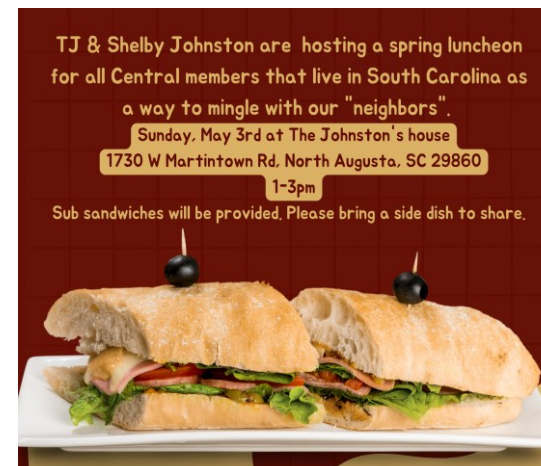 TJ & Shelby Johnston are hosting a spring luncheon
for all Central members that live in South Carolina as
a way to mingle with our "neighbors".
Sunday, May 3rd at The Johnston's house
1730 W Martintown Rd, North Augusta, SC 29860
1-3pm
Sub sandwiches will be provided. Please bring a side dish to share.